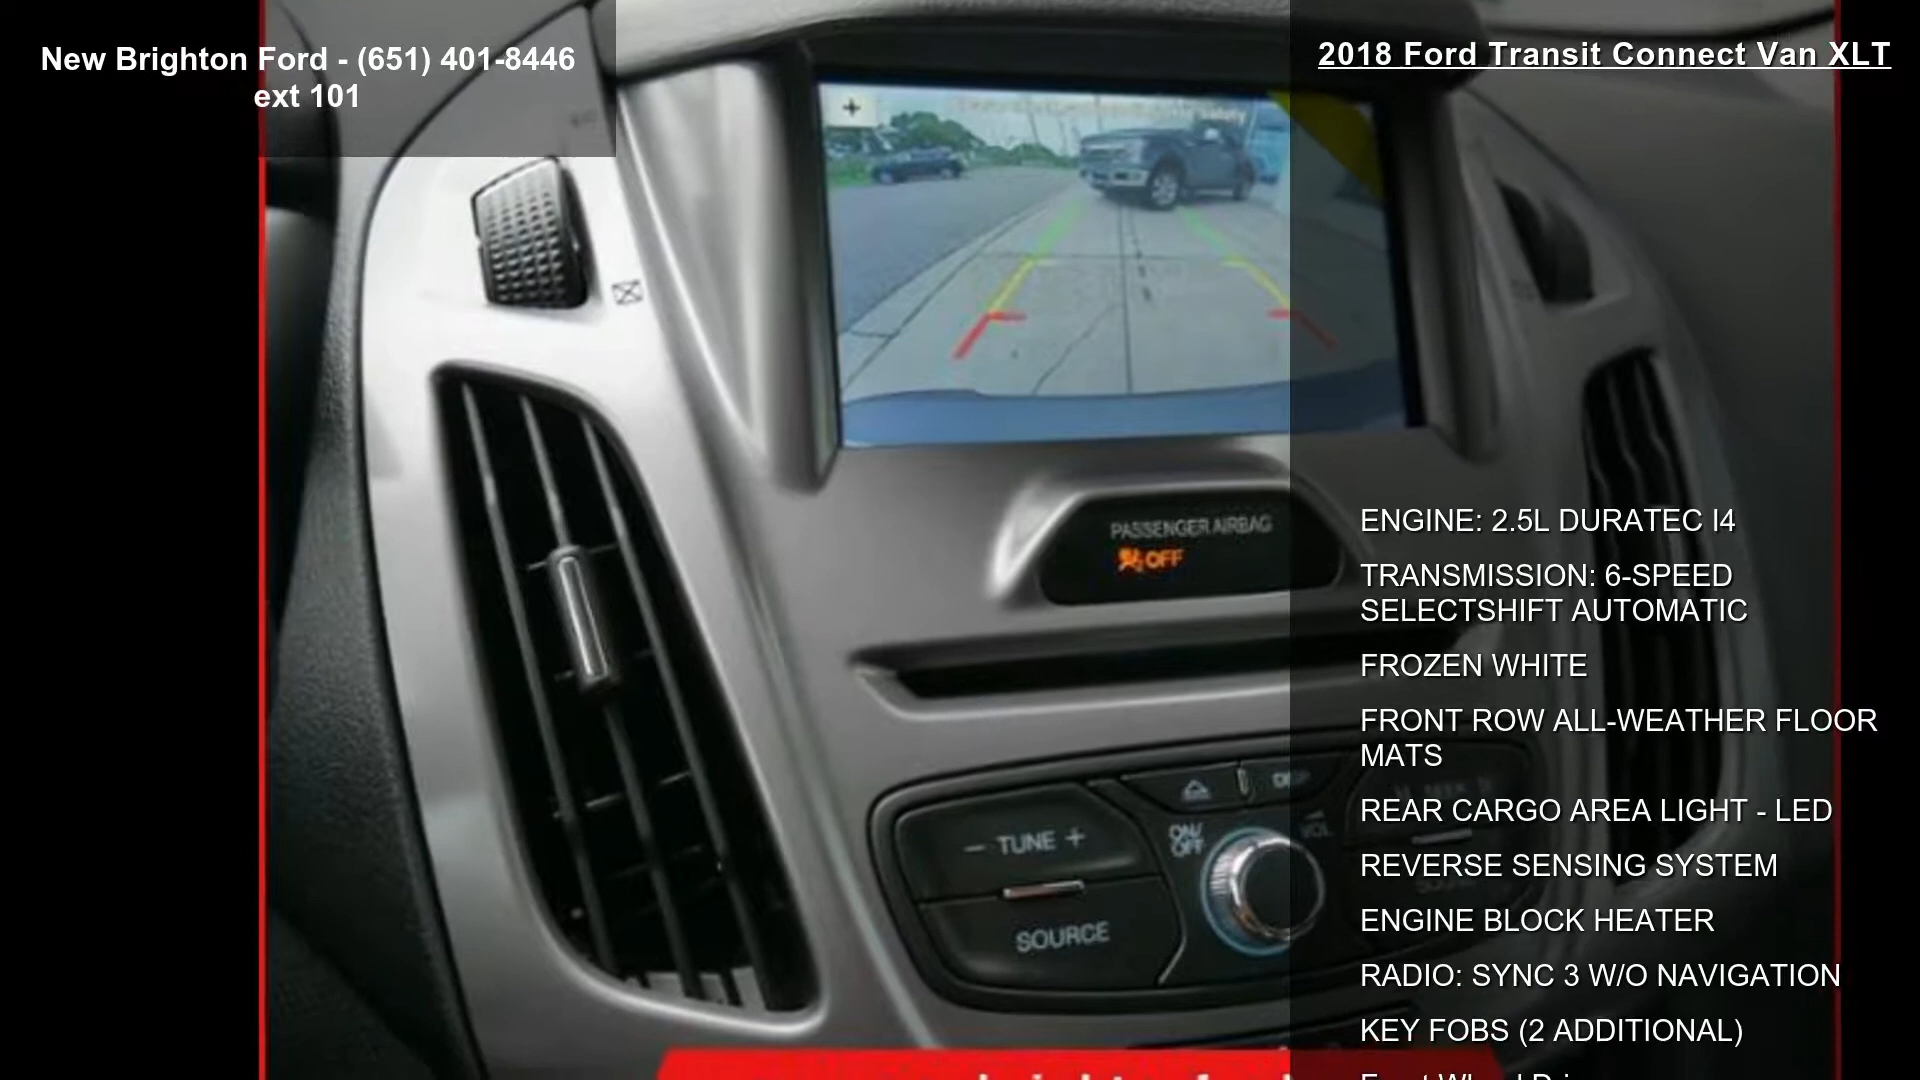 New Brighton Ford - (651) 401-8446
ext 101
2018 Ford Transit Connect Van XLT
PASSENGER AIRBAG
OFF
- TUNE +
SOURCE
ON/
OFF
DISP
VOL
ENGINE: 2.5L DURATEC I4
TRANSMISSION: 6-SPEED
SELECTSHIFT AUTOMATIC
FROZEN WHITE
FRONT ROW ALL-WEATHER FLOOR
MATS
REAR CARGO AREA LIGHT - LED
REVERSE SENSING SYSTEM
ENGINE BLOCK HEATER
RADIO: SYNC 3 W/O NAVIGATION
KEY FOBS (2 ADDITIONAL)